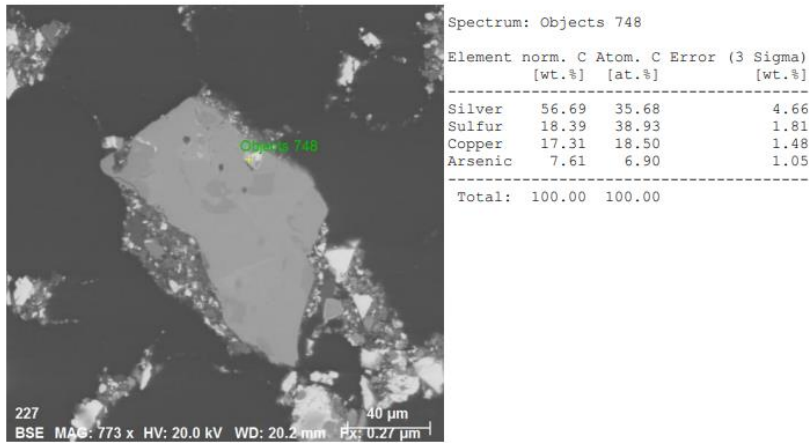 Spectrum: Objects 748
Element norm. C Atom. C Error (3 Sigma)
[wt.%] [at.%] [wt.%]
------------------------------------------------
Silver 56.69 35.68 4.66
Sulfur 18.39 38.93 1.81
Copper 17.31 18.50 1.48
Arsenic 7.61 6.90 1.05
------------------------------------------------
Total: 100.00 100.00
Objects 748
227
40 µm
BSE MAG: 773 x HV: 20.0 kV WD: 20.2 mm Px: 0.27 µm